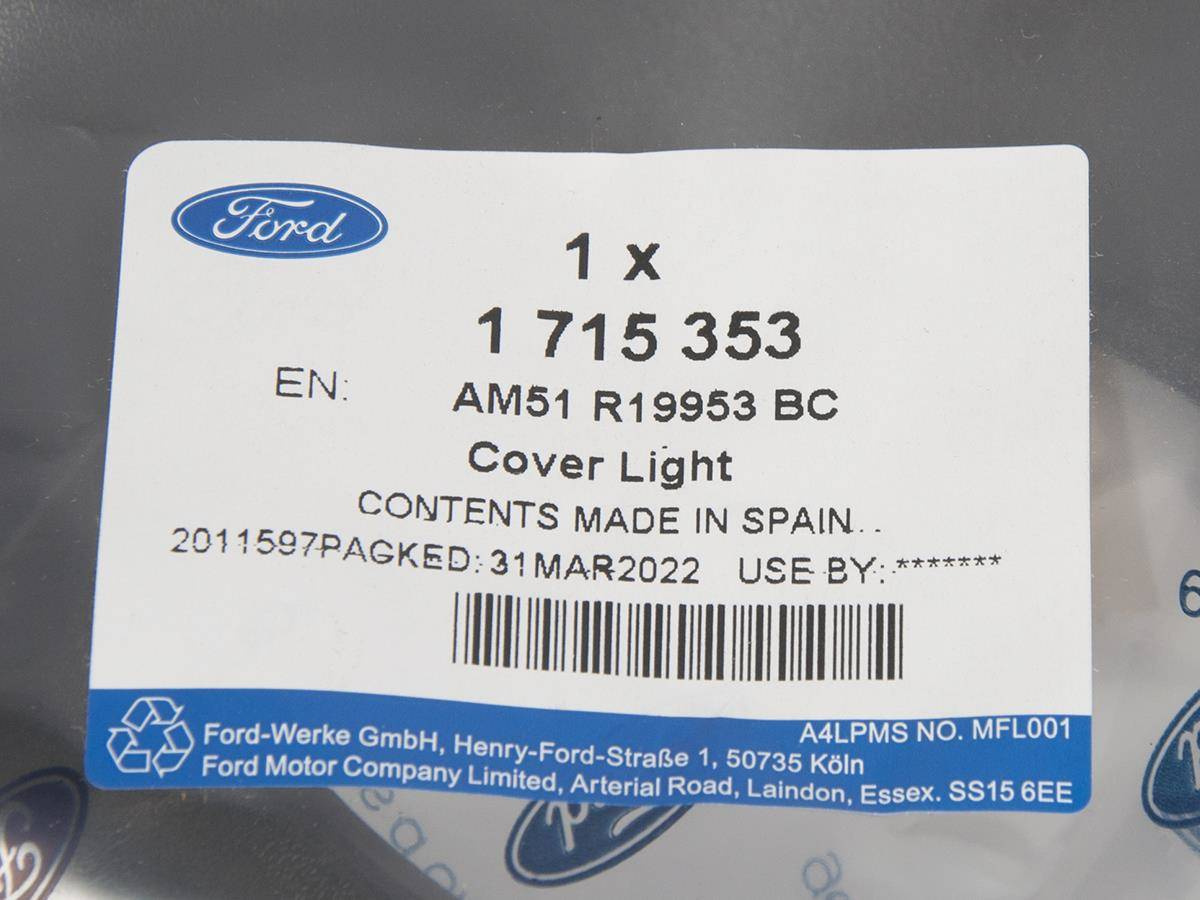 Ford
1 x
1 715 353
EN: AM51 R19953 BC
Cover Light
CONTENTS MADE IN SPAIN..
2011597PACKED: 31MAR2022 USE BY: *******
A4LPMS NO. MFL001
Ford-Werke GmbH, Henry-Ford-Straße 1, 50735 Köln
Ford Motor Company Limited, Arterial Road, Laindon, Essex. SS15 6EE